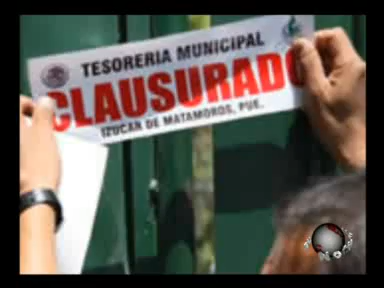 TESORERIA MUNICIPAL
CLAUSURADO
IZUCAR DE MATAMOROS, PUE.